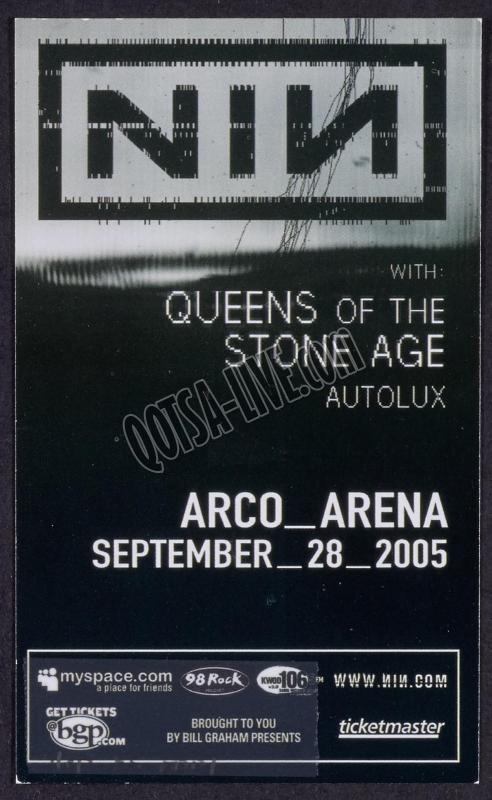 NIN
WITH:
QUEENS OF THE
STONE AGE
AUTOLUX
QOTSA-LIVE.com
ARCO_ARENA
SEPTEMBER_28_2005
myspace.com
a place for friends
98 Rock
KWOD 106
FM
WWW.NIN.COM
GET TICKETS
@bgp.COM
BROUGHT TO YOU
BY BILL GRAHAM PRESENTS
ticketmaster